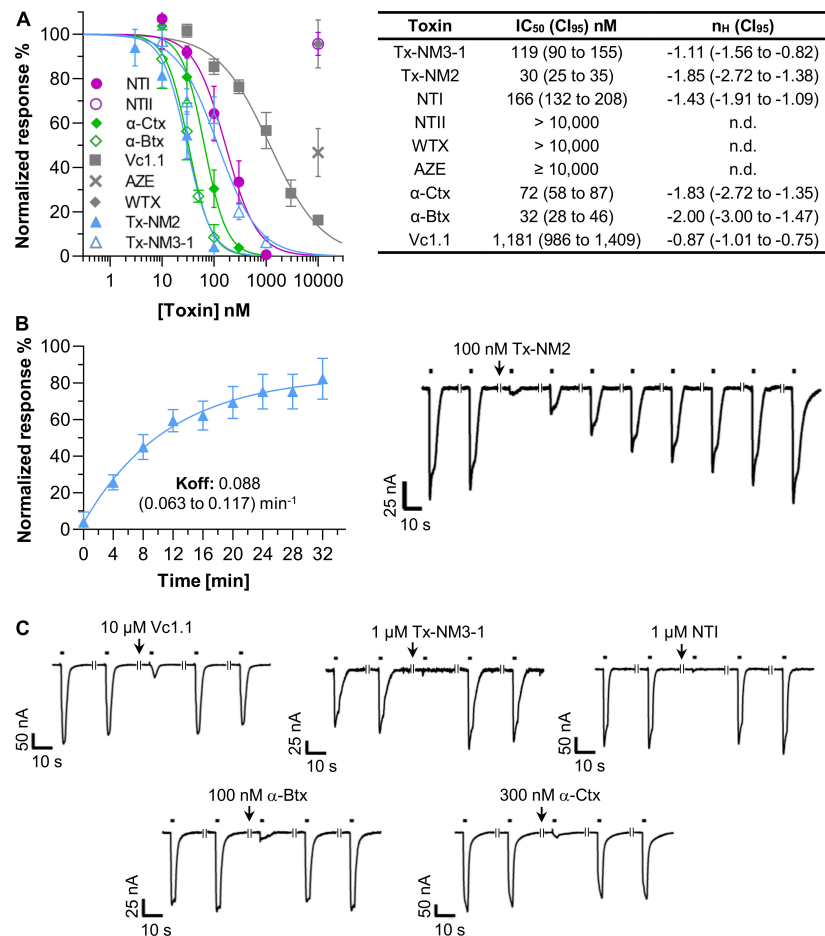 A
Normalized response %
100
80
60
40
20
0
1
10
100
1000
10000
[Toxin] nM
NTI
NTII
α-Ctx
α-Btx
Vc1.1
AZE
WTX
Tx-NM2
Tx-NM3-1
Toxin IC50 (CI95) nM nH (CI95)
Tx-NM3-1 119 (90 to 155) -1.11 (-1.56 to -0.82)
Tx-NM2 30 (25 to 35) -1.85 (-2.72 to -1.38)
NTI 166 (132 to 208) -1.43 (-1.91 to -1.09)
NTII > 10,000 n.d.
WTX > 10,000 n.d.
AZE ≥ 10,000 n.d.
α-Ctx 72 (58 to 87) -1.83 (-2.72 to -1.35)
α-Btx 32 (28 to 46) -2.00 (-3.00 to -1.47)
Vc1.1 1,181 (986 to 1,409) -0.87 (-1.01 to -0.75)
B
Normalized response %
100
80
60
40
20
0
0 4 8 12 16 20 24 28 32
Time [min]
Koff: 0.088
(0.063 to 0.117) min-1
100 nM Tx-NM2
25 nA
10 s
C
10 µM Vc1.1
50 nA
10 s
1 µM Tx-NM3-1
25 nA
10 s
1 µM NTI
50 nA
10 s
100 nM α-Btx
25 nA
10 s
300 nM α-Ctx
50 nA
10 s